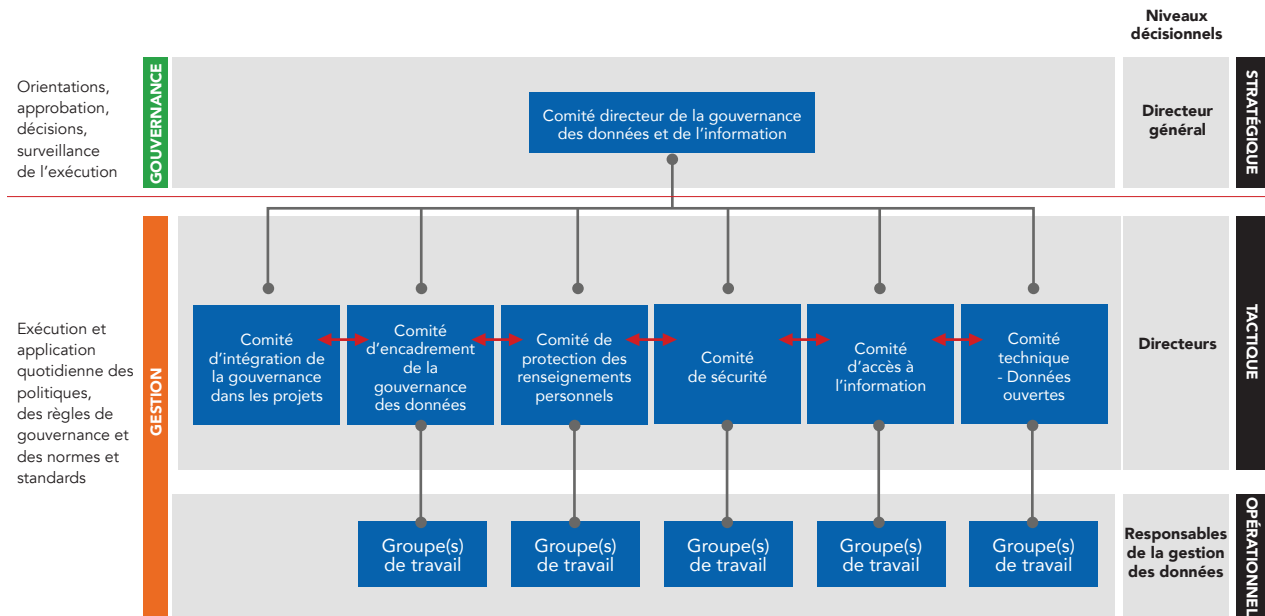 Niveaux
décisionnels
Orientations,
approbation,
décisions,
surveillance
de l'exécution
GOUVERNANCE
Comité directeur de la gouvernance
des données et de l'information
Directeur
général
STRATÉGIQUE
Exécution et
application
quotidienne des
politiques,
des règles de
gouvernance et
des normes et
standards
GESTION
Comité
d'intégration de
la gouvernance
dans les projets
Comité
d'encadrement
de la
gouvernance
des données
Comité de
protection des
renseignements
personnels
Comité
de sécurité
Comité
d'accès à
l'information
Comité
technique
- Données
ouvertes
Directeurs
TACTIQUE
Groupe(s)
de travail
Groupe(s)
de travail
Groupe(s)
de travail
Groupe(s)
de travail
Groupe(s)
de travail
Responsables
de la gestion
des données
OPÉRATIONNEL